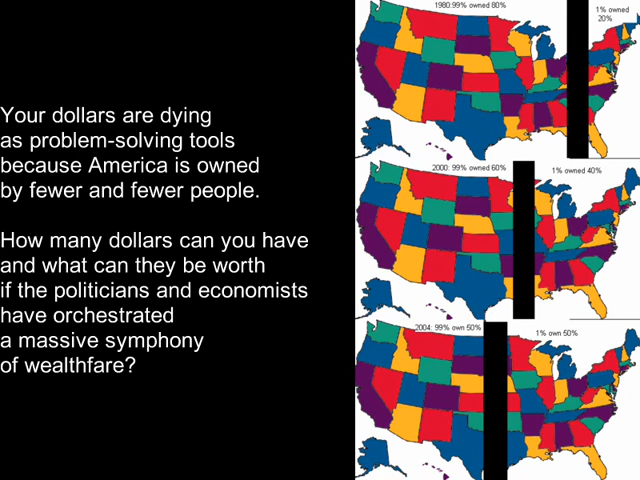 Your dollars are dying
as problem-solving tools
because America is owned
by fewer and fewer people.
How many dollars can you have
and what can they be worth
if the politicians and economists
have orchestrated
a massive symphony
of wealthfare?
1980:99% owned 80%
1% owned
20%
2000: 99% owned 60%
1% owned 40%
2004: 99% own 50%
1% own 50%